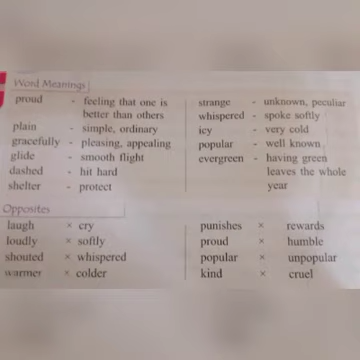 Word Meanings
proud - feeling that one is
better than others
plain - simple, ordinary
gracefully - pleasing, appealing
glide - smooth flight
dashed - hit hard
shelter - protect
strange - unknown, peculiar
whispered - spoke softly
icy - very cold
popular - well known
evergreen - having green
leaves the whole
year
Opposites
laugh × cry
loudly × softly
shouted × whispered
warmer × colder
punishes × rewards
proud × humble
popular × unpopular
kind × cruel